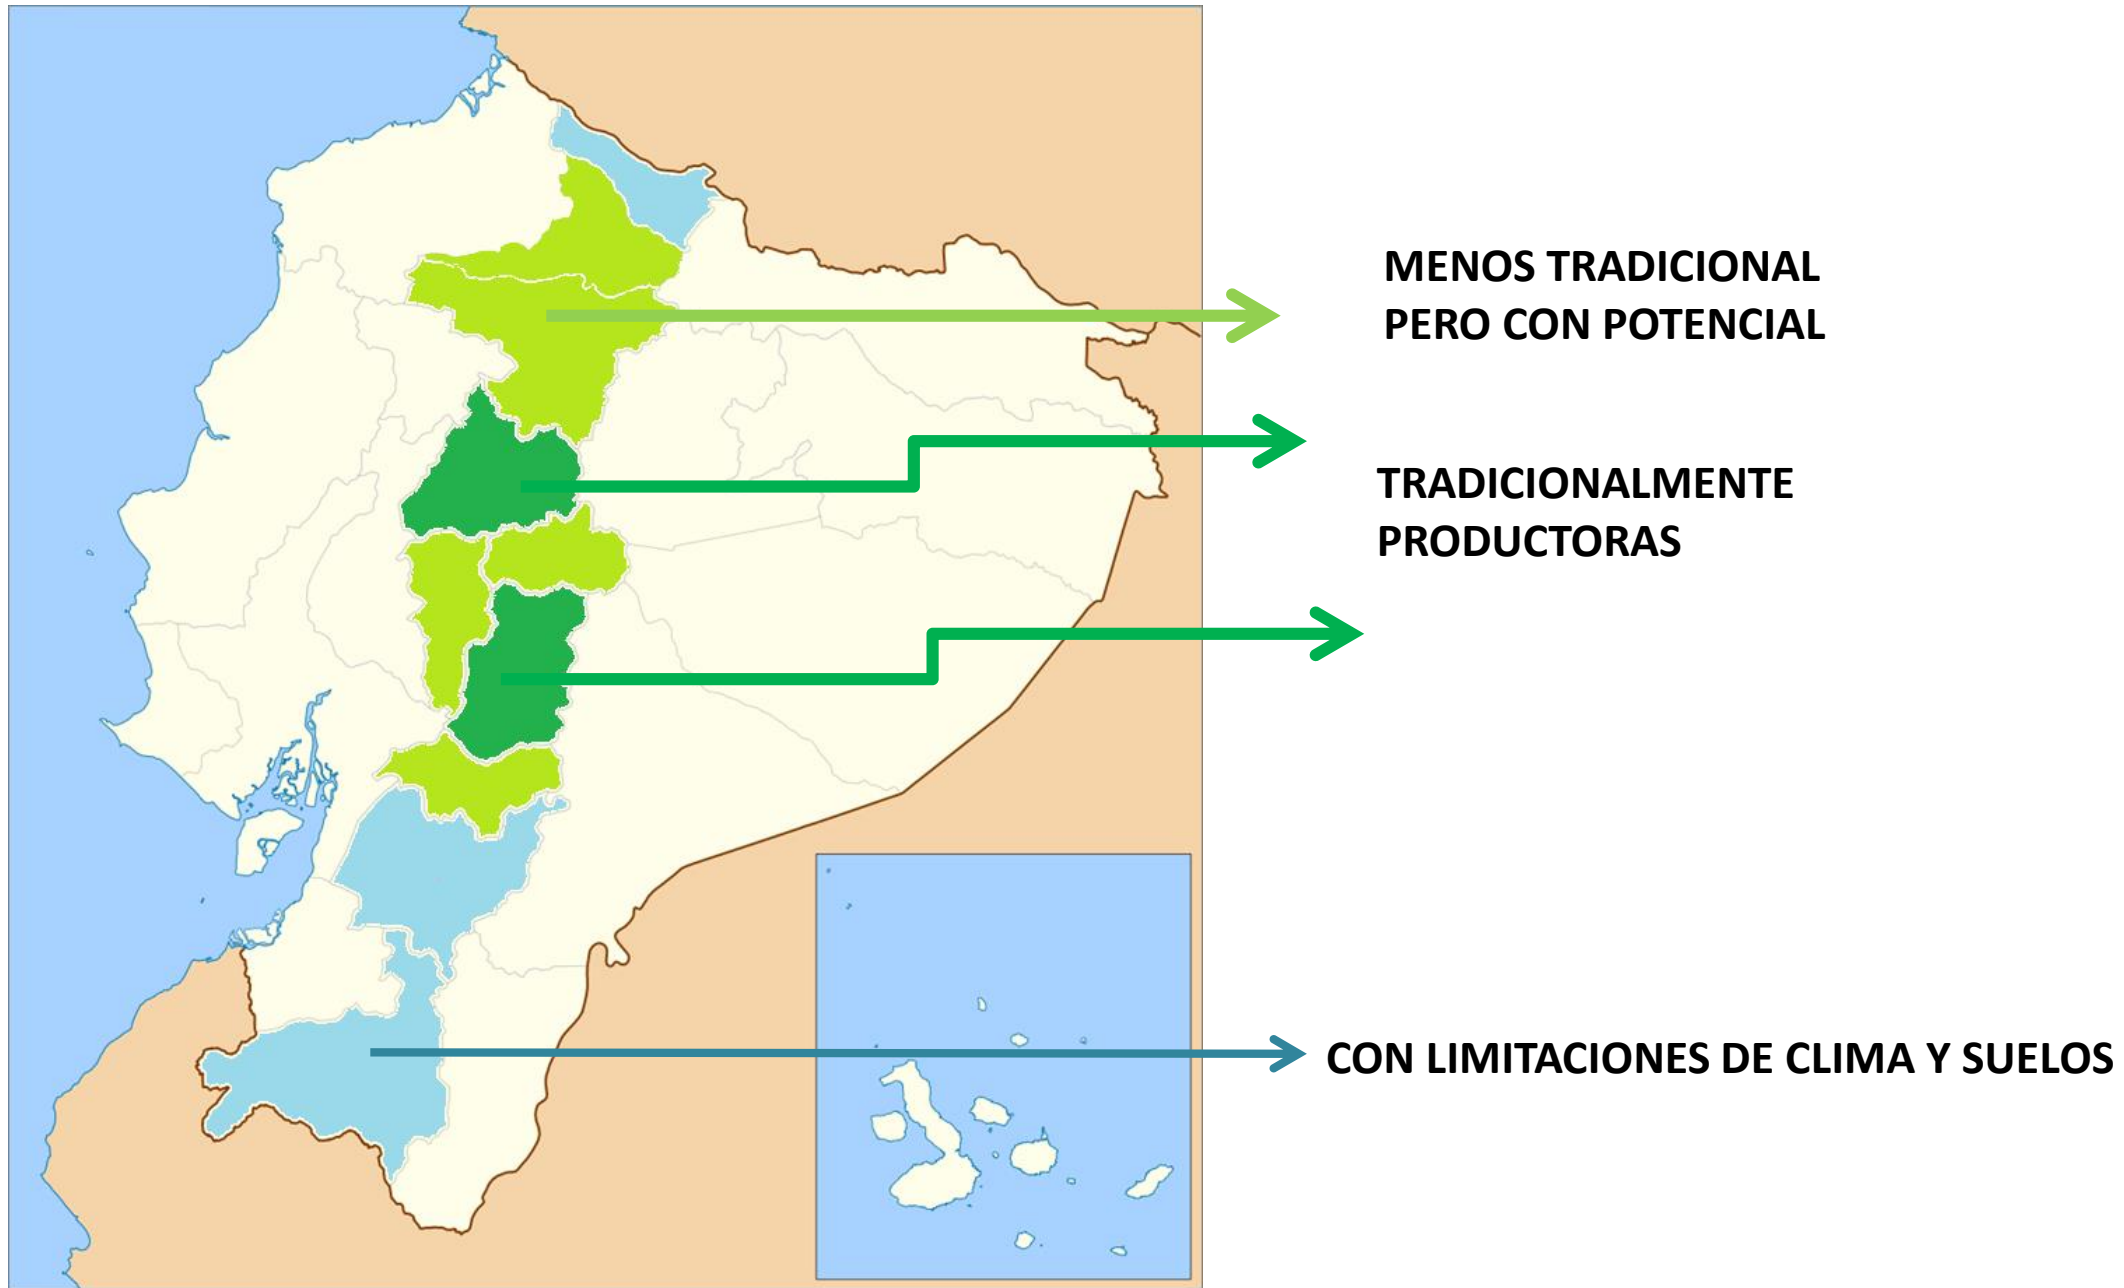 MENOS TRADICIONAL
PERO CON POTENCIAL
TRADICIONALMENTE
PRODUCTORAS
CON LIMITACIONES DE CLIMA Y SUELOS